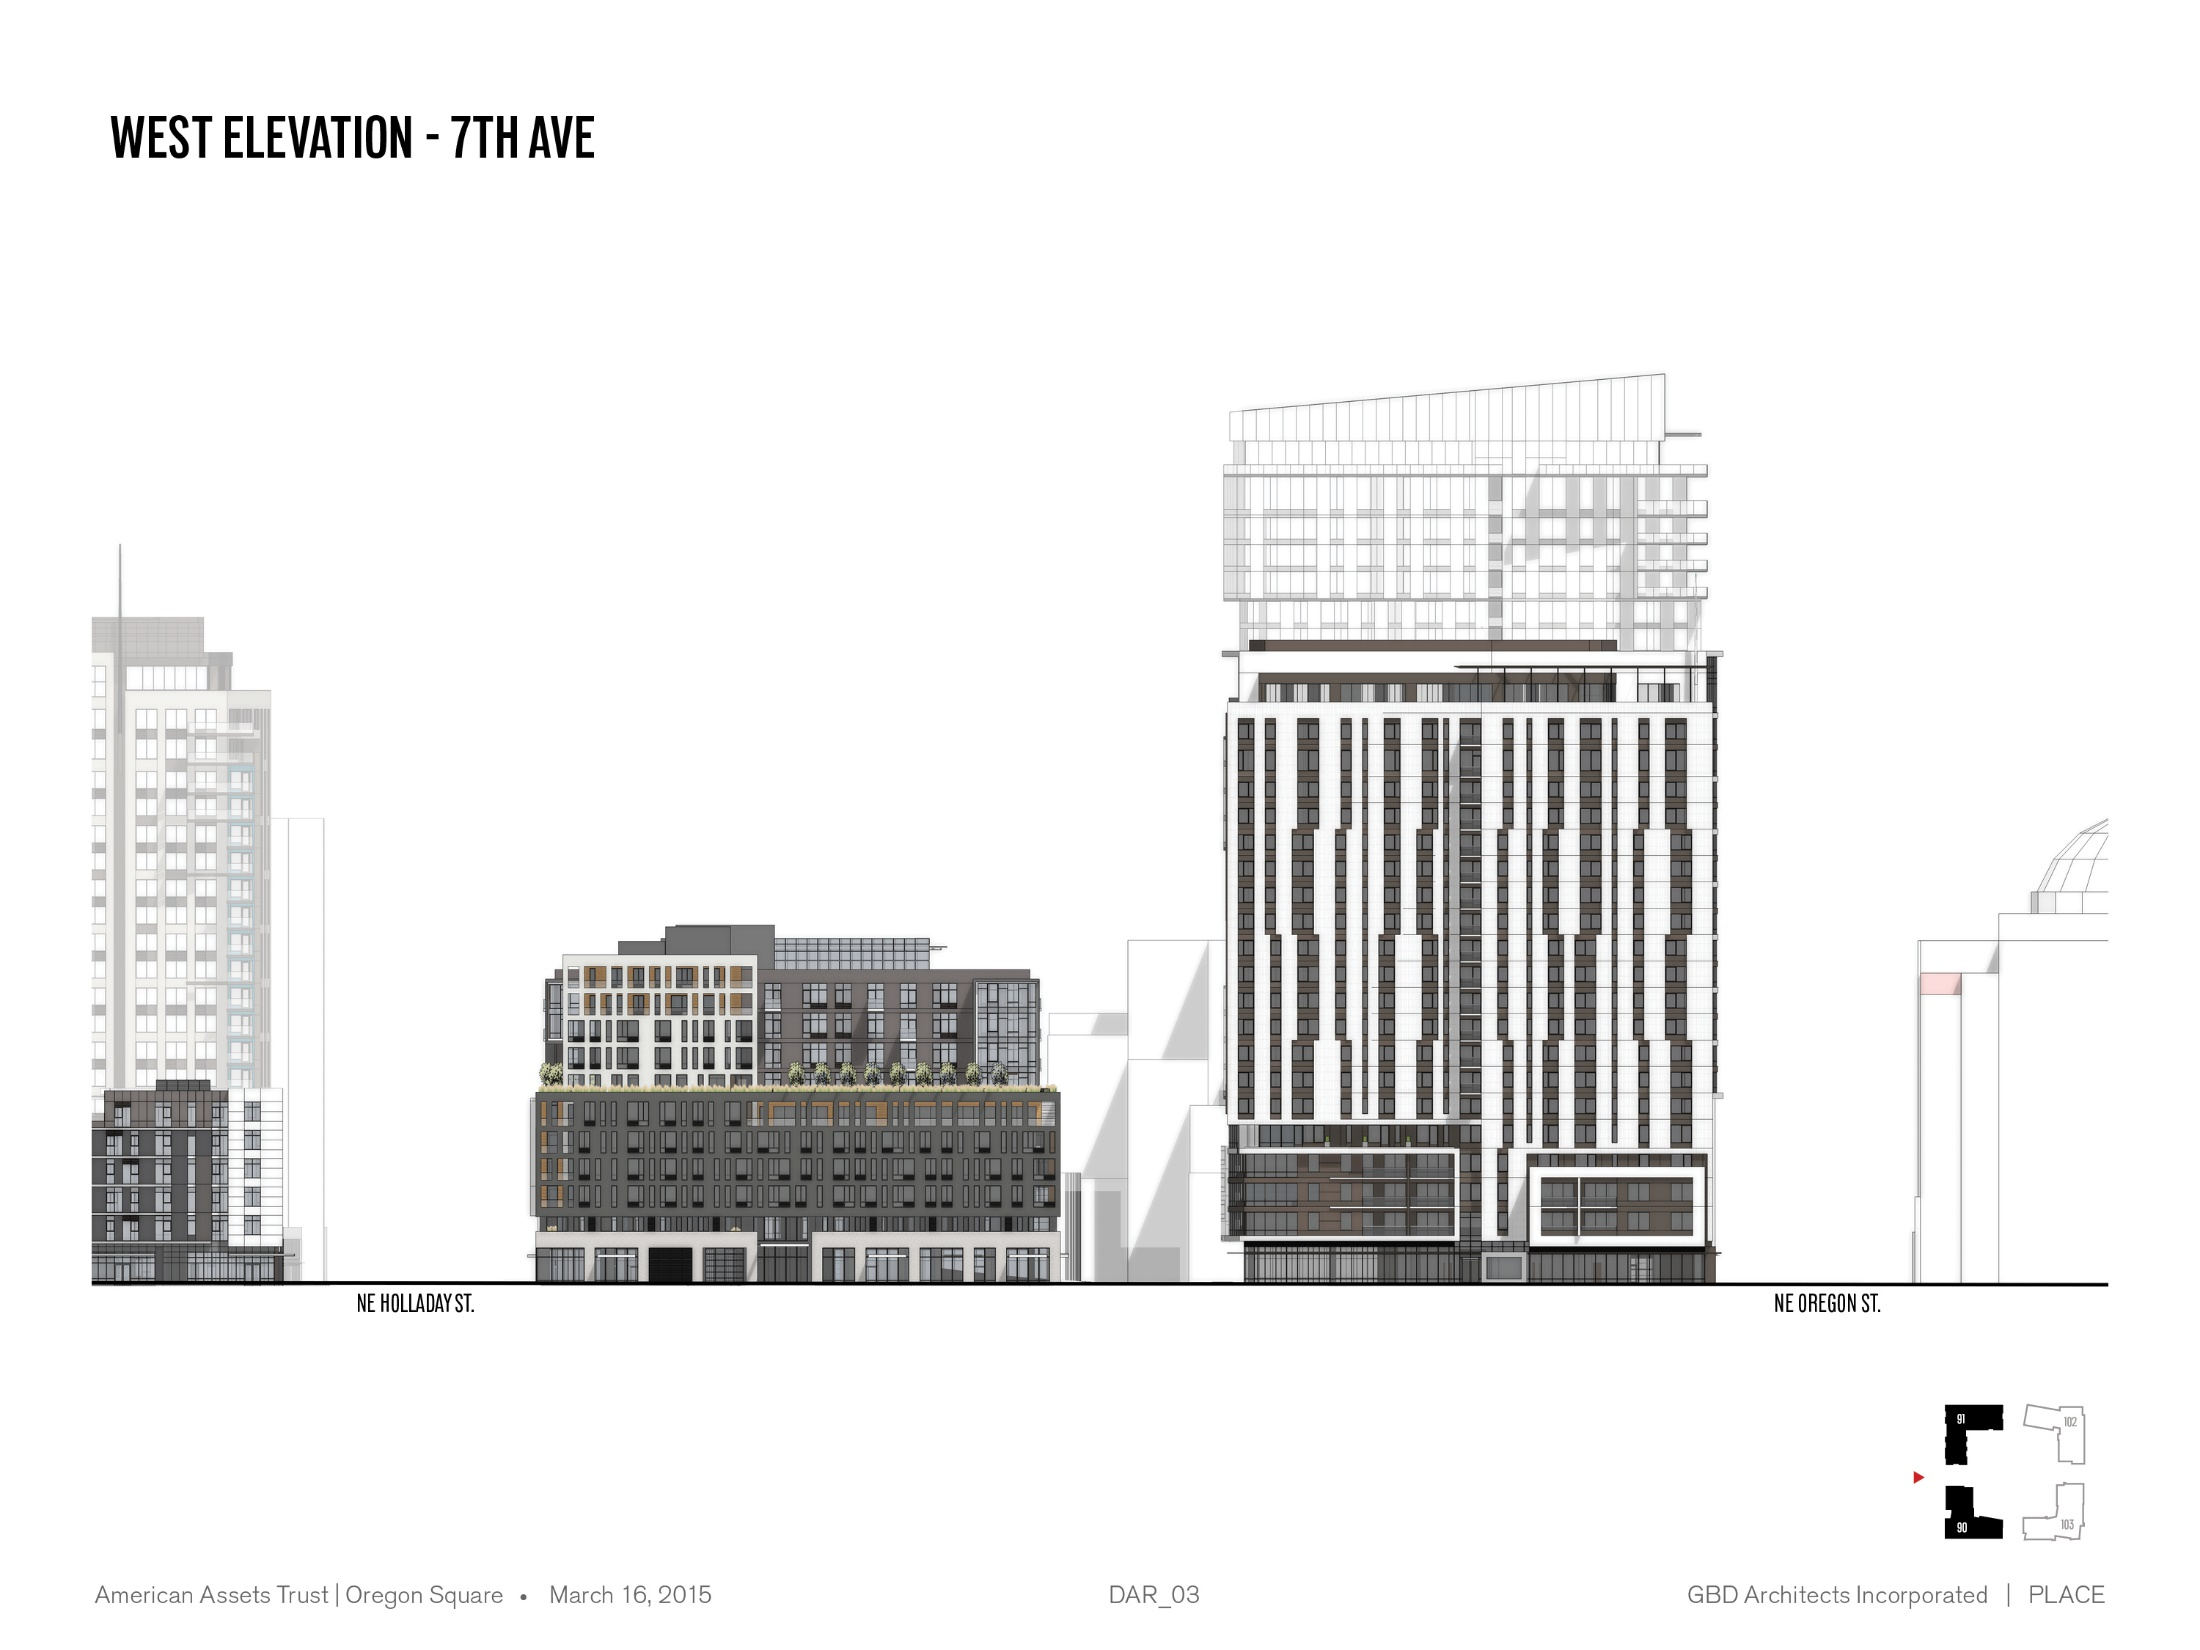 WEST ELEVATION - 7TH AVE
NE HOLLADAY ST.
NE OREGON ST.
91
102
90
103
American Assets Trust | Oregon Square • March 16, 2015
DAR_03
GBD Architects Incorporated | PLACE